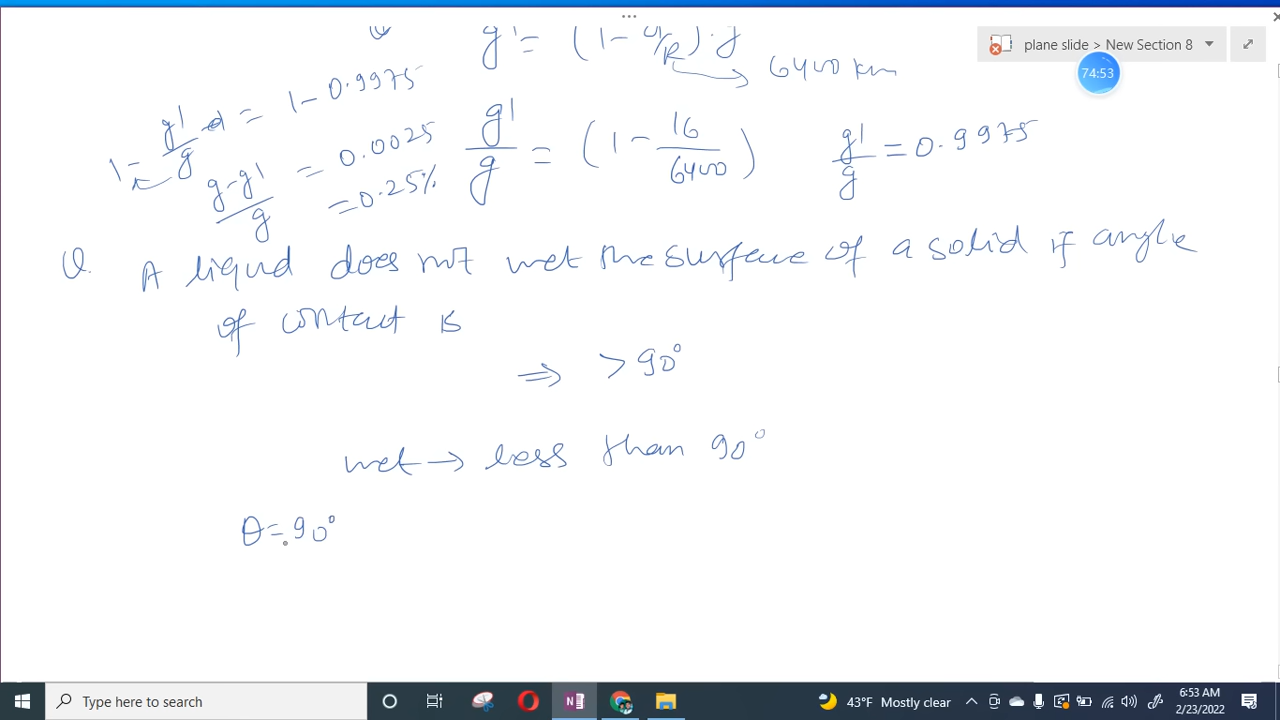 plane slide > New Section 8
74:53
g' = (1 - d/R) . g
6400 km
1 - g'/g = 1 - 0.9975
g - g'/g = 0.0025
= 0.25%
g'/g = (1 - 16/6400)
g'/g = 0.9975
Q. A liquid does not wet the surface of a solid if angle
of contact is
⇒ > 90°
wet → less than 90°
θ = 90°
Type here to search
43°F Mostly clear
6:53 AM
2/23/2022